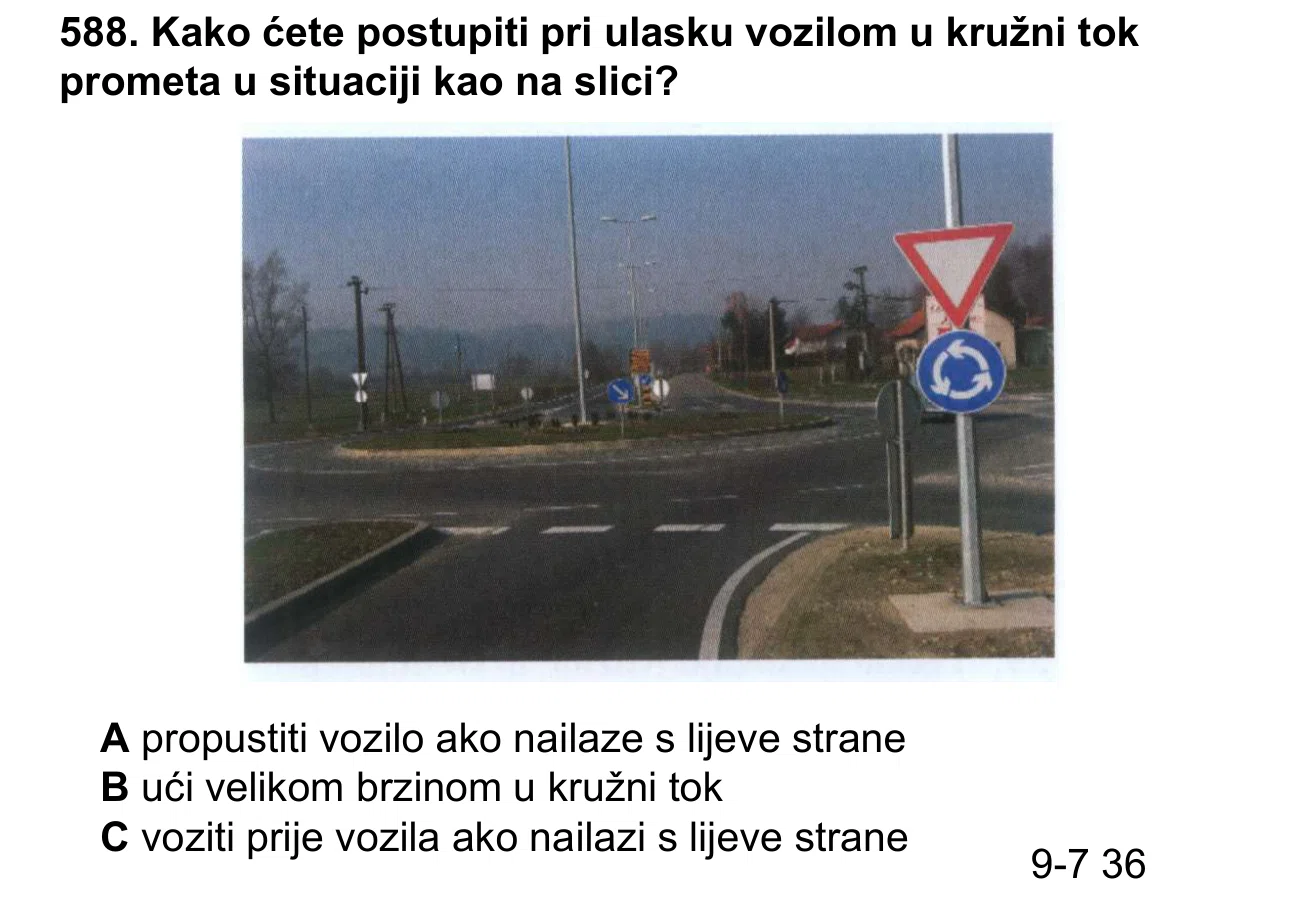 588. Kako ćete postupiti pri ulasku vozilom u kružni tok
prometa u situaciji kao na slici?
A propustiti vozilo ako nailaze s lijeve strane
B ući velikom brzinom u kružni tok
C voziti prije vozila ako nailazi s lijeve strane
9-7 36